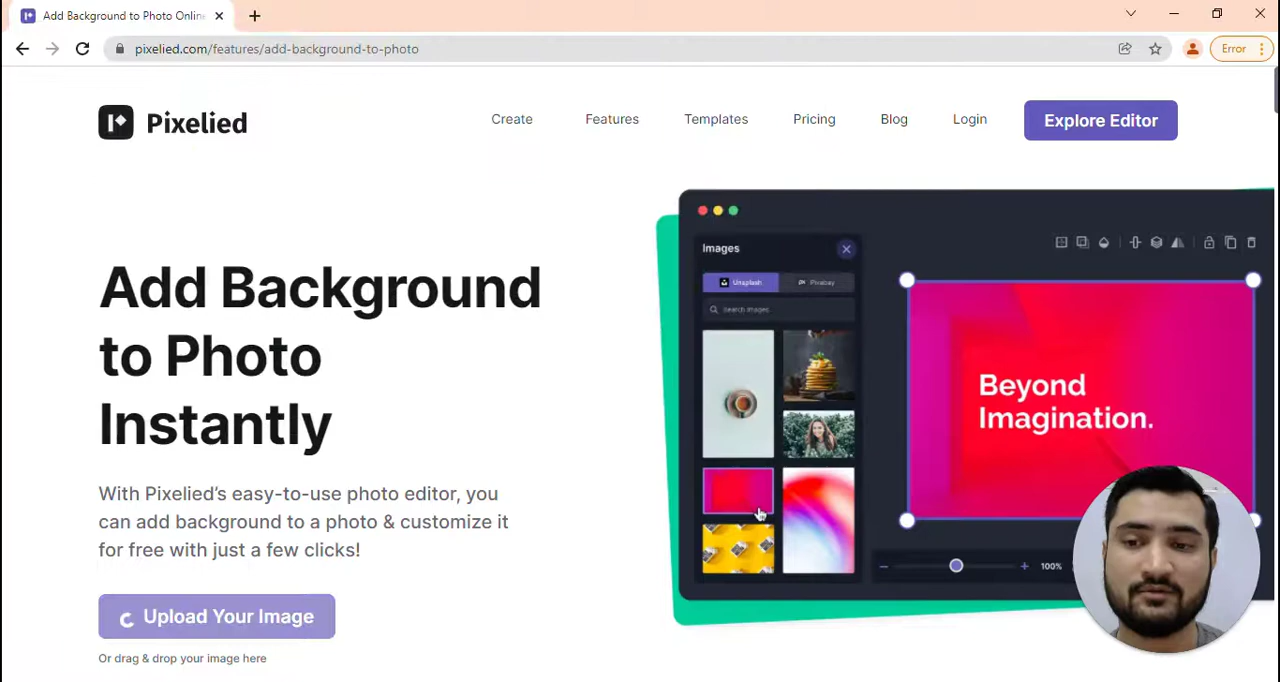 Add Background to Photo Online
pixelied.com/features/add-background-to-photo
Error
Pixelied
Create
Features
Templates
Pricing
Blog
Login
Explore Editor
Add Background
to Photo
Instantly
With Pixelied's easy-to-use photo editor, you
can add background to a photo & customize it
for free with just a few clicks!
Upload Your Image
Or drag & drop your image here
Images
Unsplash
Pixabay
Search images
Beyond
Imagination.
100%